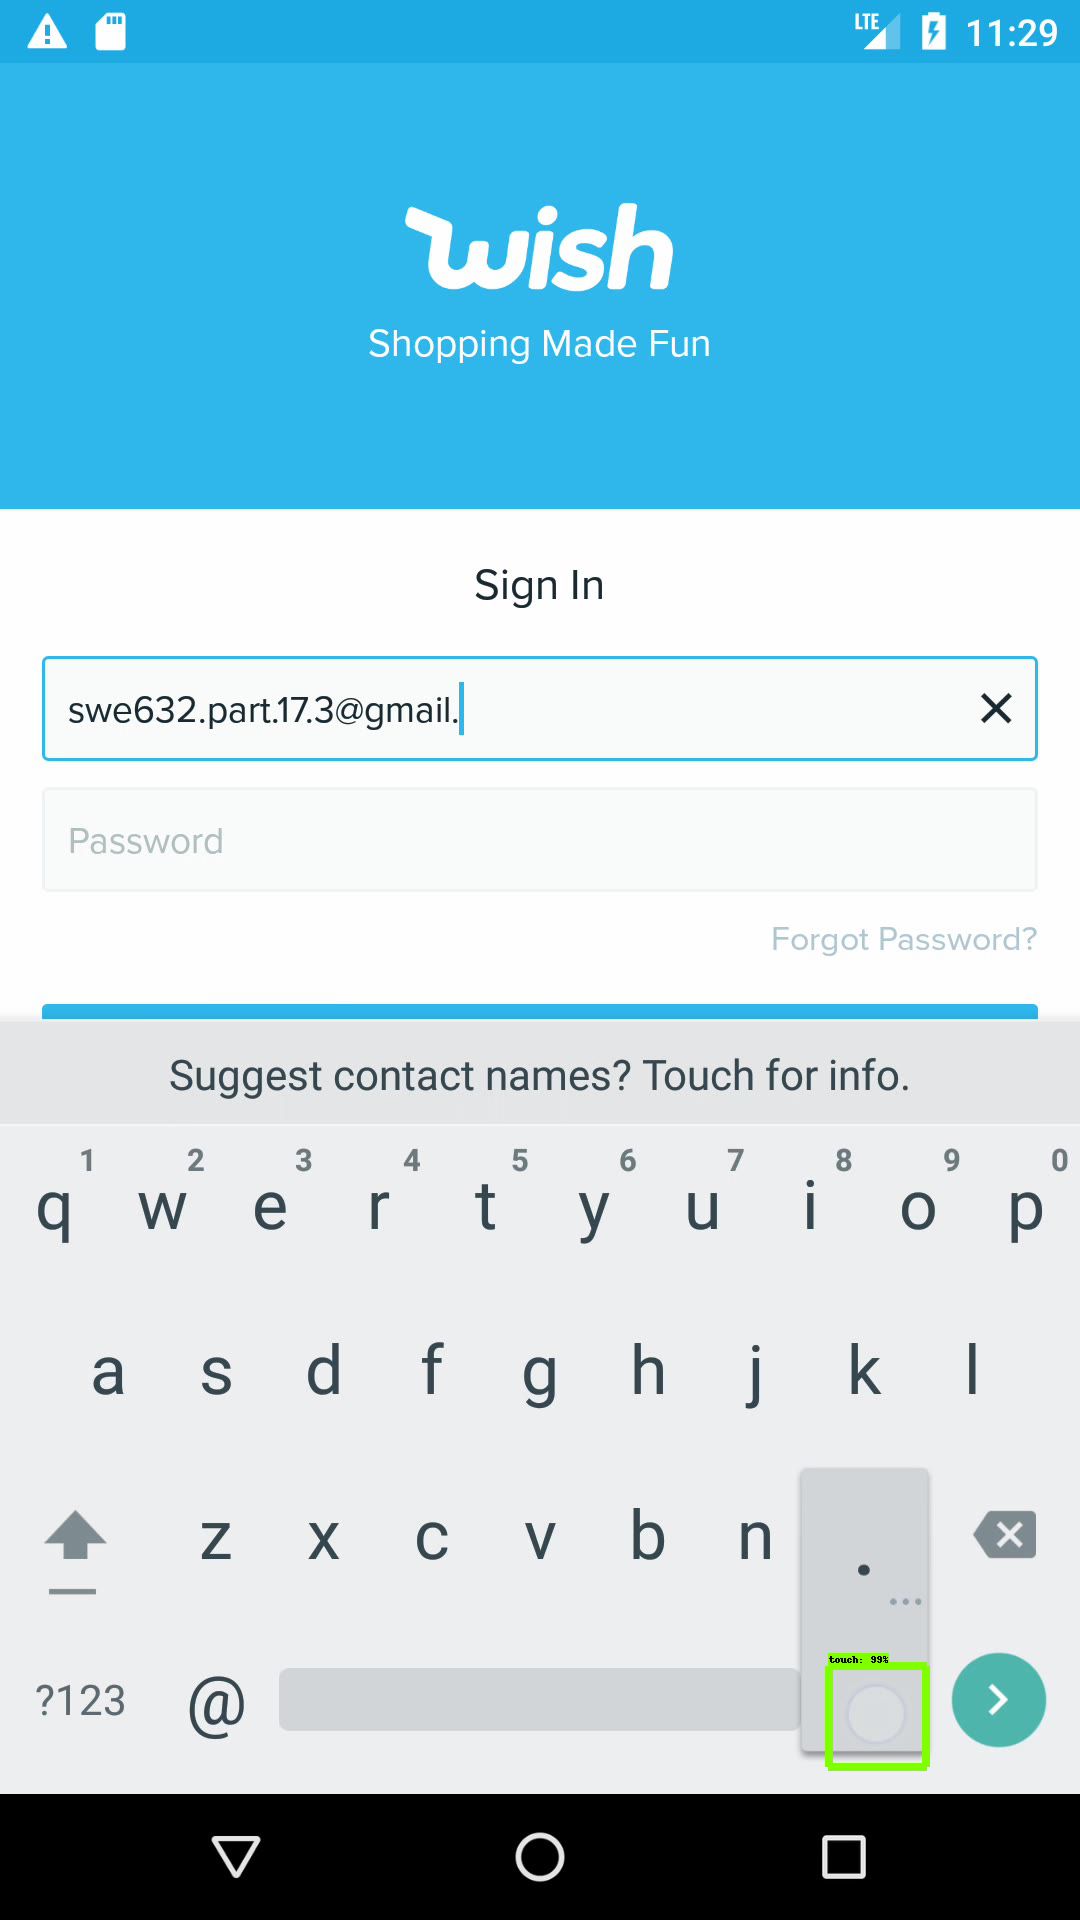 LTE 11:29
wish
Shopping Made Fun
Sign In
swe632.part.17.3@gmail.
Password
Forgot Password?
Suggest contact names? Touch for info.
1 2 3 4 5 6 7 8 9 0
q w e r t y u i o p
a s d f g h j k l
z x c v b n .
...
touch: 99%
?123 @